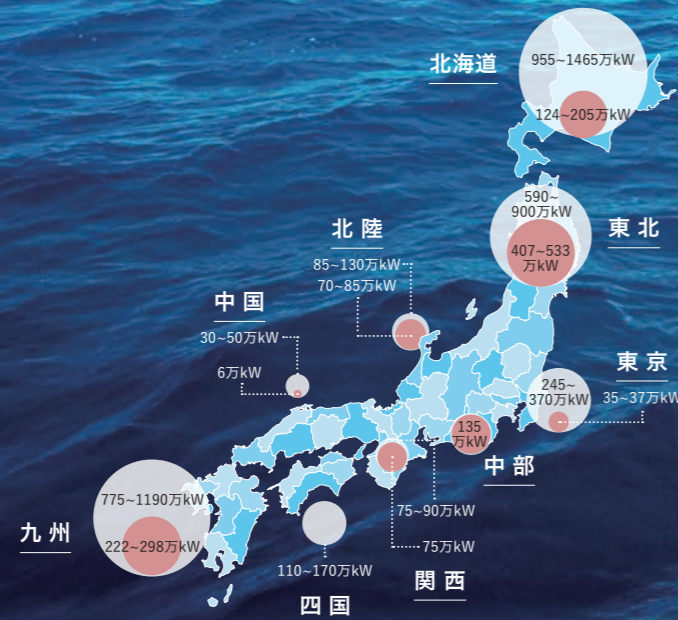 北海道
955~1465万kW
124~205万kW
東北
590~
900万kW
407~533
万kW
北陸
85~130万kW
70~85万kW
中国
30~50万kW
6万kW
東京
245~
370万kW
35~37万kW
中部
135
万kW
75~90万kW
75万kW
関西
九州
775~1190万kW
222~298万kW
110~170万kW
四国